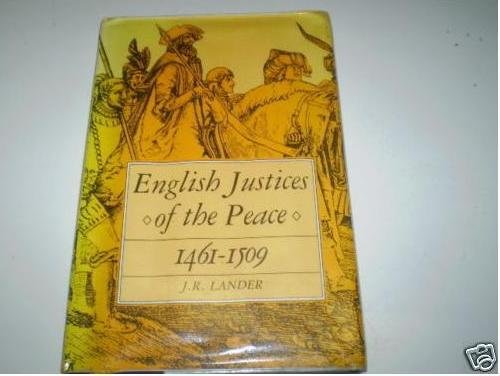 English Justices
◇ of the Peace ◇
1461-1509
J.R. LANDER